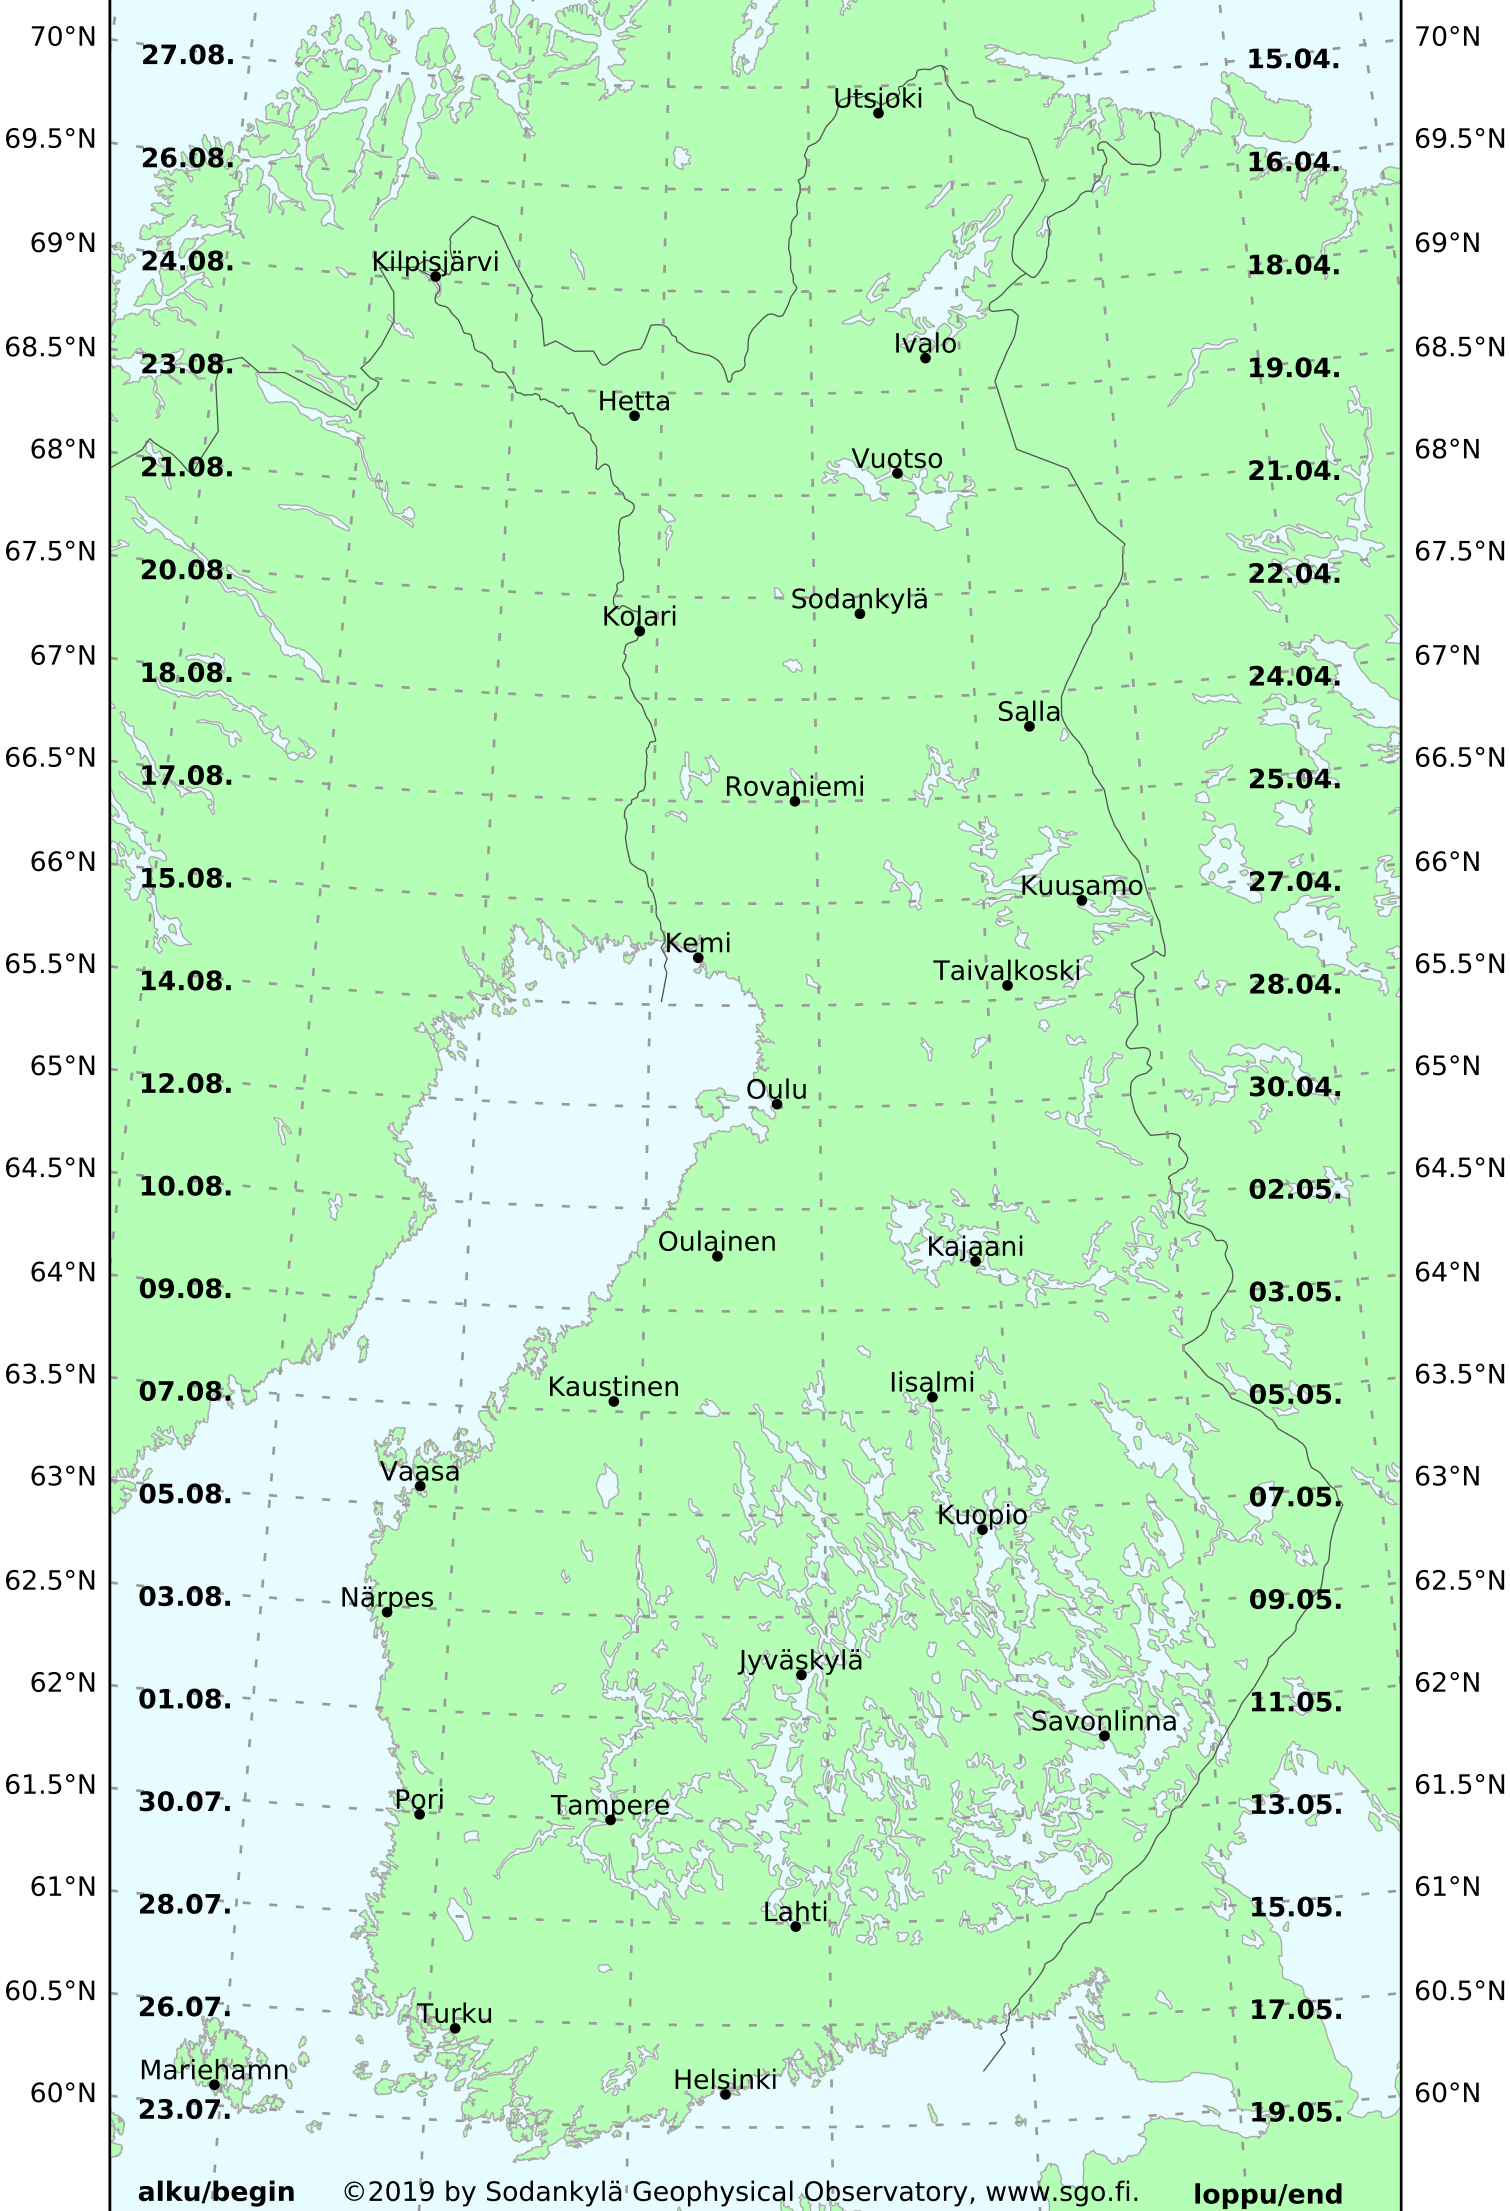 70°N 27.08. 15.04. 70°N
Utsjoki
69.5°N 26.08. 16.04. 69.5°N
69°N 24.08. Kilpisjärvi 18.04. 69°N
68.5°N 23.08. Ivalo 19.04. 68.5°N
Hetta
68°N 21.08. Vuotso 21.04. 68°N
67.5°N 20.08. 22.04. 67.5°N
Sodankylä
Kolari
67°N 18.08. 24.04. 67°N
Salla
66.5°N 17.08. 25.04. 66.5°N
Rovaniemi
66°N 15.08. 27.04. 66°N
Kuusamo
Kemi
65.5°N 14.08. Taivalkoski 28.04. 65.5°N
65°N 12.08. Oulu 30.04. 65°N
64.5°N 10.08. 02.05. 64.5°N
Oulainen Kajaani
64°N 09.08. 03.05. 64°N
63.5°N 07.08. Kaustinen Iisalmi 05.05. 63.5°N
Vaasa
63°N 05.08. 07.05. 63°N
Kuopio
62.5°N 03.08. Närpes 09.05. 62.5°N
Jyväskylä
62°N 01.08. 11.05. 62°N
Savonlinna
61.5°N 30.07. Pori Tampere 13.05. 61.5°N
61°N 28.07. Lahti 15.05. 61°N
60.5°N 26.07. Turku 17.05. 60.5°N
Mariehamn Helsinki
60°N 23.07. 19.05. 60°N
alku/begin ©2019 by Sodankylä Geophysical Observatory, www.sgo.fi. loppu/end